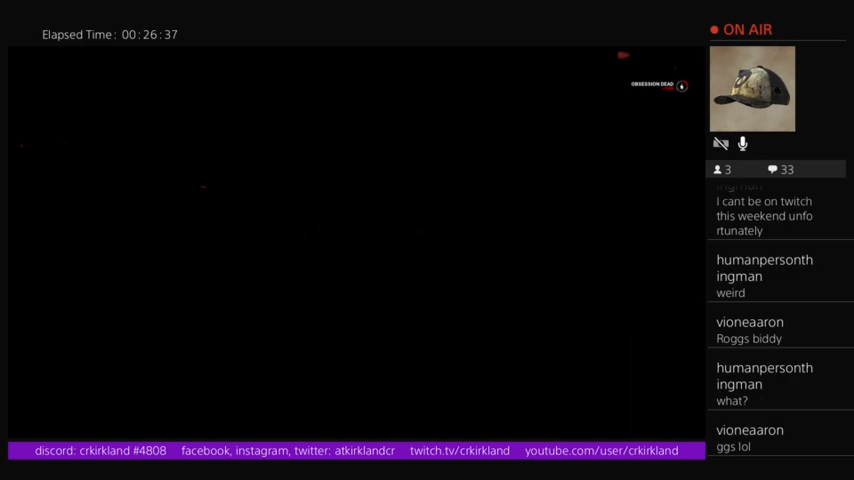 Elapsed Time: 00:26:37
ON AIR
OBSESSION DEAD
3
33
I cant be on twitch
this weekend unfo
rtunately
humanpersonth
ingman
weird
vioneaaron
Roggs biddy
humanpersonth
ingman
what?
vioneaaron
ggs lol
discord: crkirkland #4808 facebook, instagram, twitter: atkirklandcr twitch.tv/crkirkland youtube.com/user/crkirkland